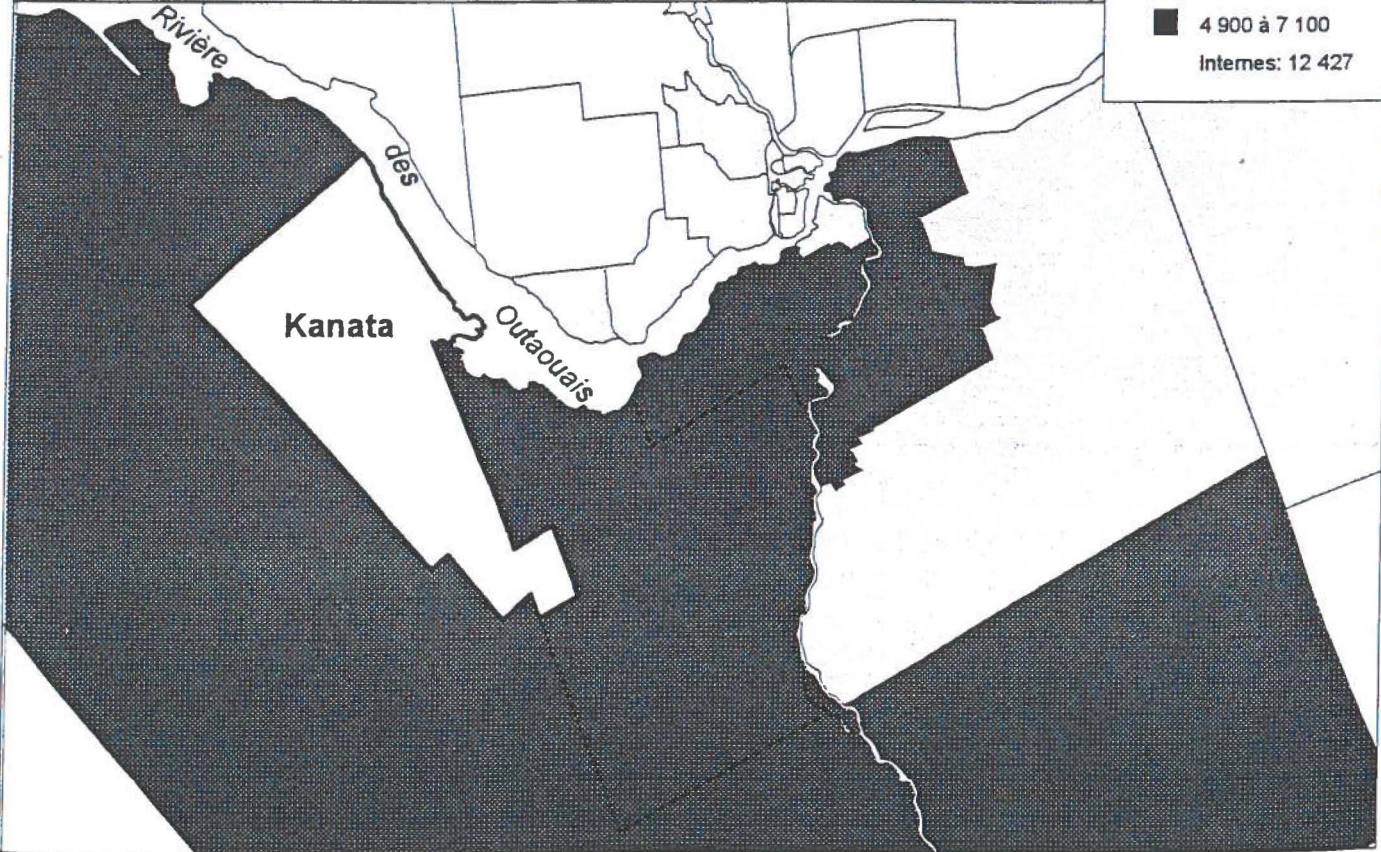 4 900 à 7 100
Internes: 12 427
Rivière
des
Outaouais
Kanata